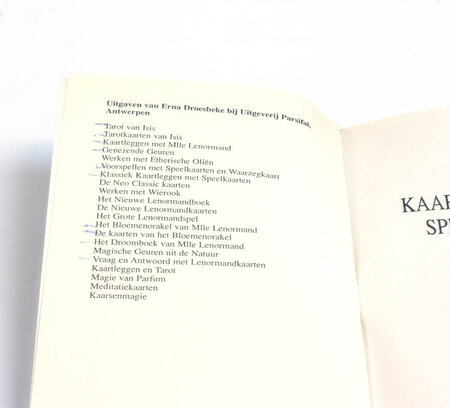 Uitgaven van Erna Droesbeke bij Uitgeverij Parsifal,
Antwerpen
Tarot van Isis
Tarotkaarten van Isis
Kaartleggen met Mlle Lenormand
Genezende Geuren
Werken met Etherische Oliën
Voorspellen met Speelkaarten en Waarzegkaart
Klassiek Kaartleggen met Speelkaarten
De Neo Classic kaarten
Werken met Wierook
Het Nieuwe Lenormandboek
De Nieuwe Lenormandkaarten
Het Grote Lenormandspel
Het Bloemenorakel van Mlle Lenormand
De kaarten van het Bloemenorakel
Het Droomboek van Mlle Lenormand
Magische Geuren uit de Natuur
Vraag en Antwoord met Lenormandkaarten
Kaartleggen en Tarot
Magie van Parfum
Meditatiekaarten
Kaarsenmagie
KAAR
SPE